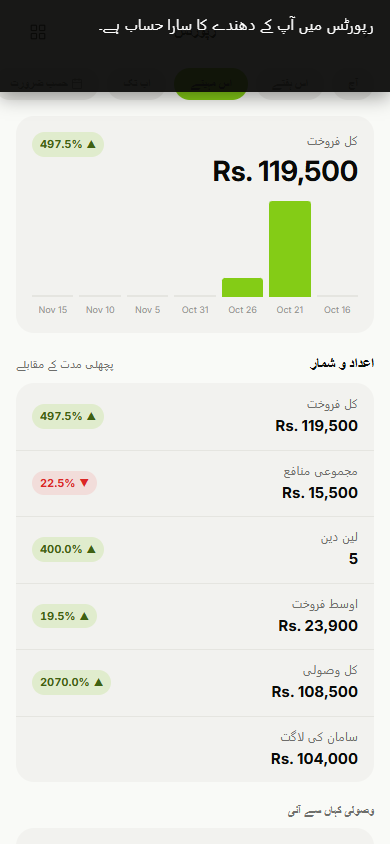 رپورٹس میں آپ کے دھندے کا سارا حساب ہے۔
کل فروخت
497.5% ▲
Rs. 119,500
Nov 15 Nov 10 Nov 5 Oct 31 Oct 26 Oct 21 Oct 16
اعداد و شمار
پچھلی مدت کے مقابلے
کل فروخت
497.5% ▲
Rs. 119,500
مجموعی منافع
22.5% ▼
Rs. 15,500
لین دین
400.0% ▲
5
اوسط فروخت
19.5% ▲
Rs. 23,900
کل وصولی
2070.0% ▲
Rs. 108,500
سامان کی لاگت
Rs. 104,000
وصولی کہاں سے آئی